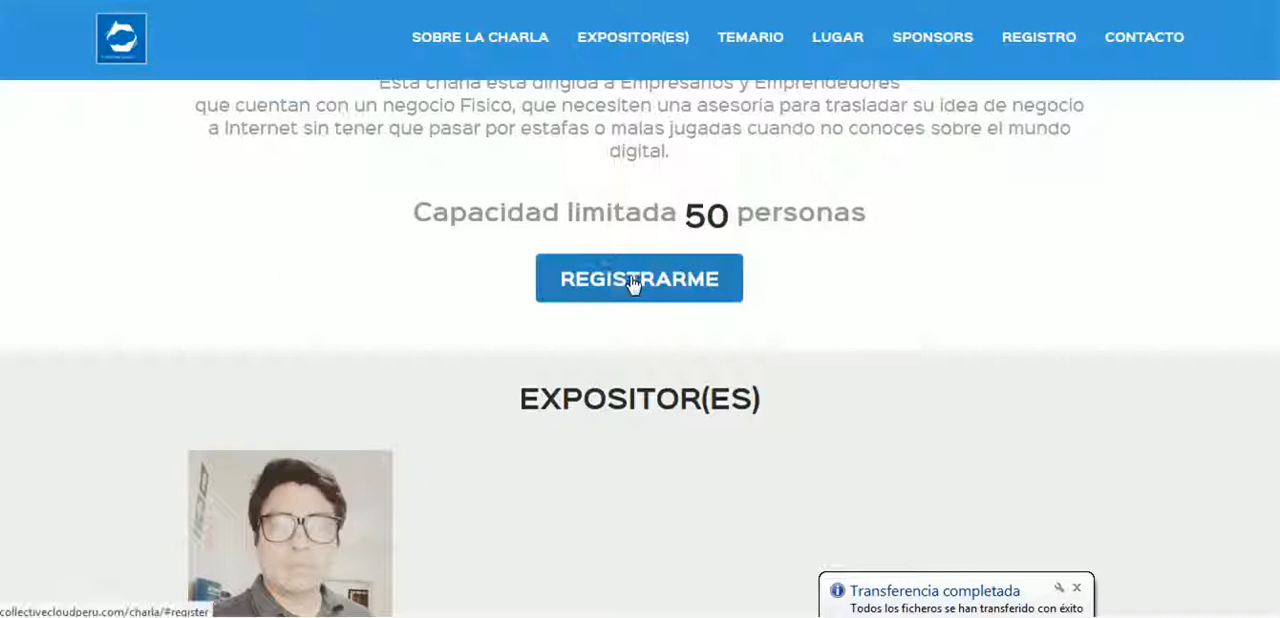 SOBRE LA CHARLA EXPOSITOR(ES) TEMARIO LUGAR SPONSORS REGISTRO CONTACTO
Esta charla esta dirigida a Empresarios y Emprendedores
que cuentan con un negocio Fisico, que necesiten una asesoría para trasladar su idea de negocio
a Internet sin tener que pasar por estafas o malas jugadas cuando no conoces sobre el mundo
digital.
Capacidad limitada 50 personas
REGISTRARME
EXPOSITOR(ES)
Transferencia completada
Todos los ficheros se han transferido con éxito
collectivecloudperu.com/charla/#register